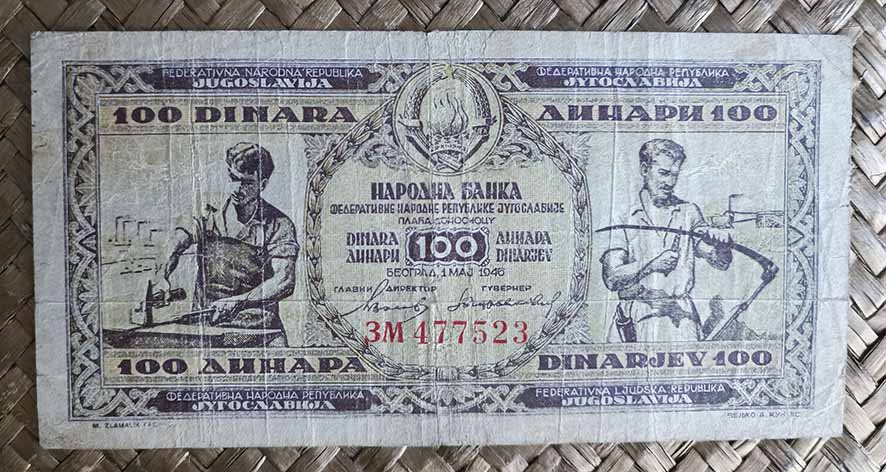 FEDERATIVNA NARODNA REPUBLIKA
JUGOSLAVIJA
ФЕДЕРАТИВНА НАРОДНА РЕПУБЛИКА
ЈУГОСЛАВИЈА
100 DINARA
ДИНАРИ 100
НАРОДНА БАНКА
ФЕДЕРАТИВНЕ НАРОДНЕ РЕПУБЛИКЕ ЈУГОСЛАВИЈЕ
ПЛАЋА ДОНОСИОЦУ
DINARA 100 ДИНАРА
ДИНАРИ DINARJEV
БЕОГРАД, 1 МАЈ 1946
ГЛАВНИ ДИРЕКТОР ГУВЕРНЕР
ЗМ 477523
100 ДИНАРА
DINARJEV 100
ФЕДЕРАТИВНА НАРОДНА РЕПУБЛИКА
ЈУГОСЛАВИЈА
FEDERATIVNA LJUDSKA REPUBLIKA
JUGOSLAVIJA
M. ZLAMALIK